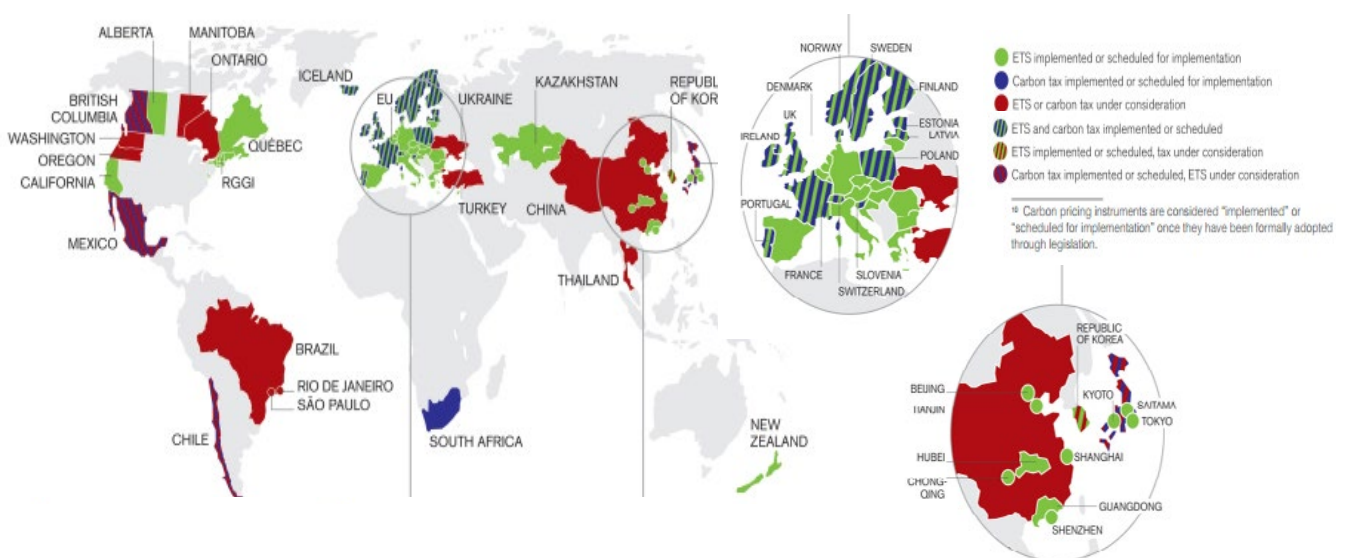 ALBERTA
MANITOBA
ONTARIO
BRITISH
COLUMBIA
WASHINGTON
OREGON
CALIFORNIA
QUÉBEC
RGGI
MEXICO
ICELAND
EU
UKRAINE
KAZAKHSTAN
REPUBL
OF KOR
TURKEY
CHINA
THAILAND
BRAZIL
RIO DE JANEIRO
SÃO PAULO
CHILE
SOUTH AFRICA
NEW
ZEALAND
NORWAY
SWEDEN
DENMARK
FINLAND
UK
IRELAND
ESTONIA
LATVIA
POLAND
PORTUGAL
FRANCE
SLOVENIA
SWITZERLAND
ETS implemented or scheduled for implementation
Carbon tax implemented or scheduled for implementation
ETS or carbon tax under consideration
ETS and carbon tax implemented or scheduled
ETS implemented or scheduled, tax under consideration
Carbon tax implemented or scheduled, ETS under consideration
Carbon pricing instruments are considered “implemented” or
“scheduled for implementation” once they have been formally adopted
through legislation.
REPUBLIC
OF KOREA
BEIJING
TIANJIN
KYOTO
SAITAMA
TOKYO
HUBEI
SHANGHAI
CHONG-
QING
GUANGDONG
SHENZHEN